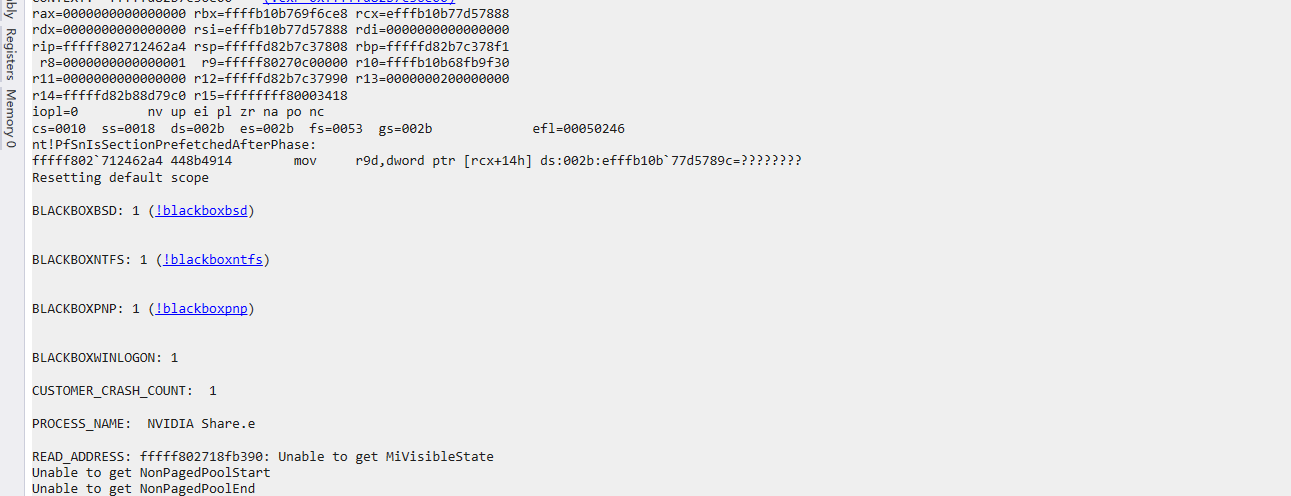 rax=0000000000000000 rbx=ffffb10b769f6ce8 rcx=efffb10b77d57888
rdx=0000000000000000 rsi=efffb10b77d57888 rdi=0000000000000000
rip=fffff802712462a4 rsp=fffffd82b7c37808 rbp=fffffd82b7c378f1
r8=0000000000000001 r9=fffff80270c00000 r10=ffffb10b68fb9f30
r11=0000000000000000 r12=fffffd82b7c37990 r13=0000000200000000
r14=fffffd82b88d79c0 r15=ffffffff80003418
iopl=0 nv up ei pl zr na po nc
cs=0010 ss=0018 ds=002b es=002b fs=0053 gs=002b efl=00050246
nt!PfSnIsSectionPrefetchedAfterPhase:
fffff802`712462a4 448b4914 mov r9d,dword ptr [rcx+14h] ds:002b:efffb10b`77d5789c=????????
Resetting default scope
BLACKBOXBSD: 1 (!blackboxbsd)
BLACKBOXNTFS: 1 (!blackboxntfs)
BLACKBOXPNP: 1 (!blackboxpnp)
BLACKBOXWINLOGON: 1
CUSTOMER_CRASH_COUNT: 1
PROCESS_NAME: NVIDIA Share.e
READ_ADDRESS: fffff802718fb390: Unable to get MiVisibleState
Unable to get NonPagedPoolStart
Unable to get NonPagedPoolEnd
Registers
Memory 0